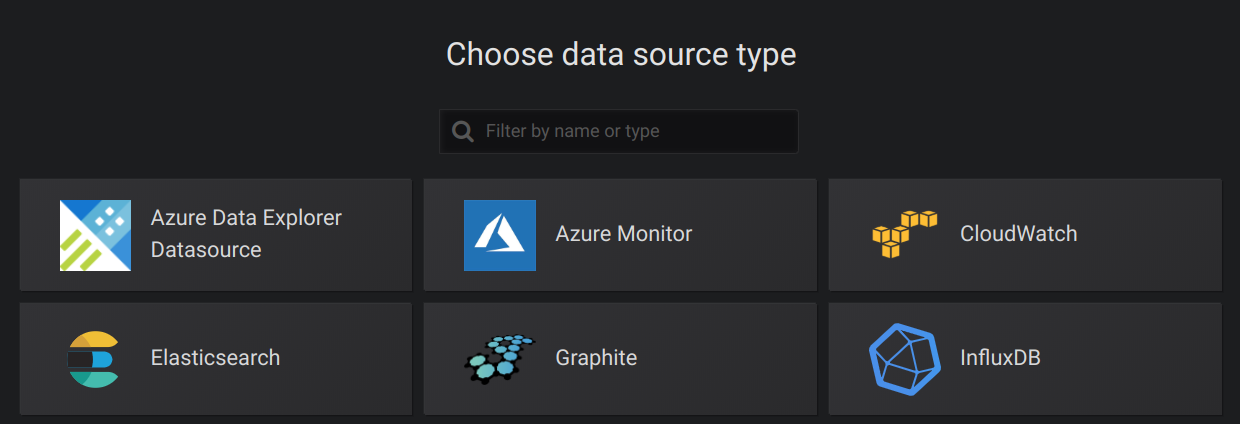 Choose data source type
Filter by name or type
Azure Data Explorer
Datasource
Azure Monitor
CloudWatch
Elasticsearch
Graphite
InfluxDB